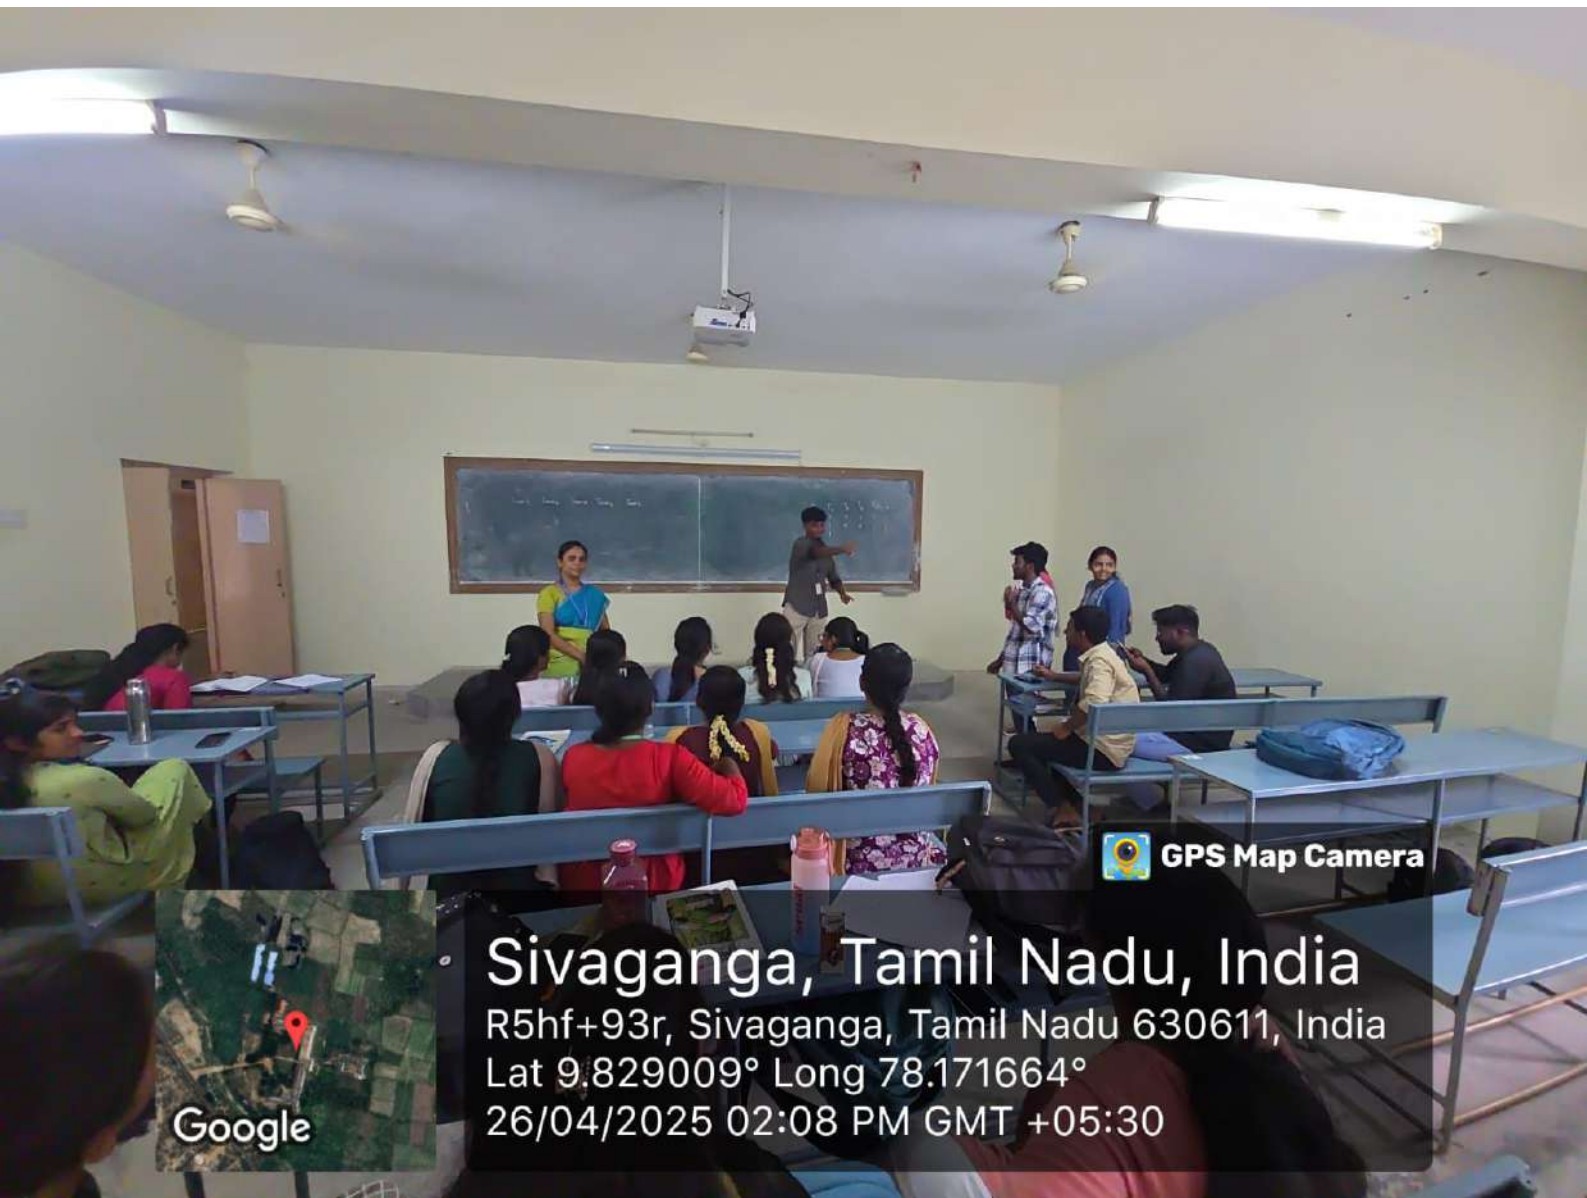 GPS Map Camera
Sivaganga, Tamil Nadu, India
R5hf+93r, Sivaganga, Tamil Nadu 630611, India
Lat 9.829009° Long 78.171664°
26/04/2025 02:08 PM GMT +05:30
Google